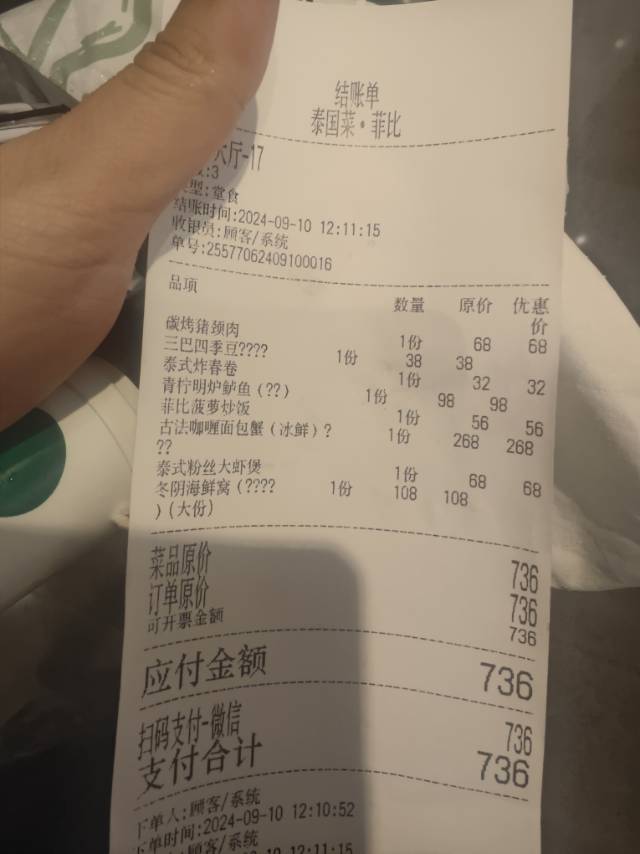 结账单
泰国菜·菲比
大厅-17
:3
型:堂食
结账时间:2024-09-10 12:11:15
收银员:顾客/系统
单号:25577062409100016
品项 数量 原价 优惠价
碳烤猪颈肉 1份 68 68
三巴四季豆???? 1份 38 38
泰式炸春卷 1份 32 32
青柠明炉鲈鱼(??) 1份 98 98
菲比菠萝炒饭 1份 56 56
古法咖喱面包蟹(冰鲜)? 1份 268 268
??
泰式粉丝大虾煲 1份 68 68
冬阴海鲜窝(???? 1份 108 108
)(大份)
菜品原价 736
订单原价 736
可开票金额 736
应付金额 736
扫码支付-微信 736
支付合计 736
下单人:顾客/系统
下单时间:2024-09-10 12:10:52
顾客/系统
12:11:15